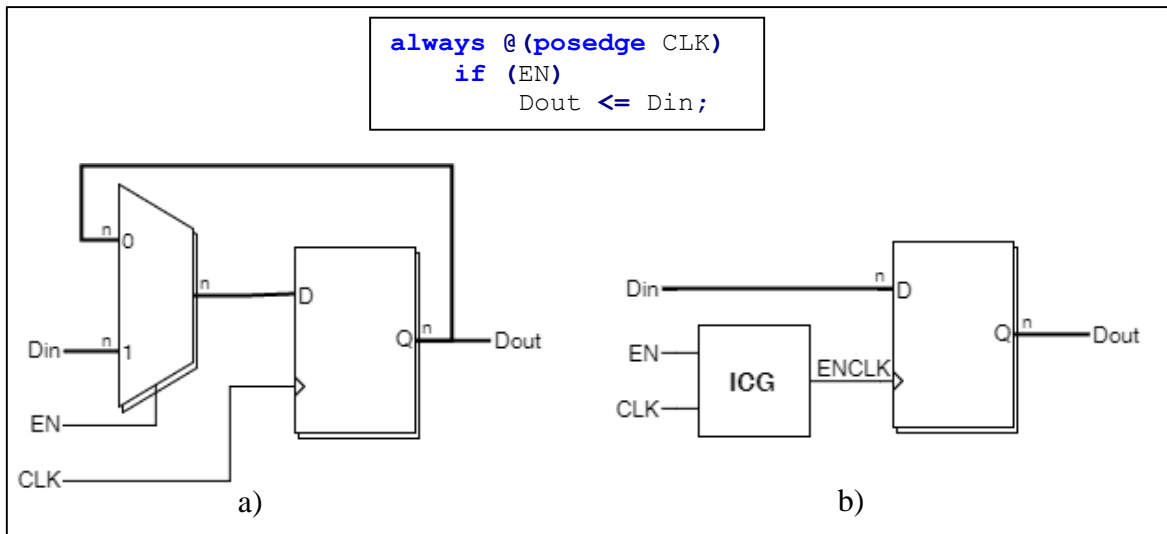 always @(posedge CLK)
if (EN)
Dout <= Din;
n
0
n
D
n
Din
n
1
Q
n
Dout
EN
CLK
a)
Din
n
D
n
Q
Dout
EN
ICG
ENCLK
CLK
b)